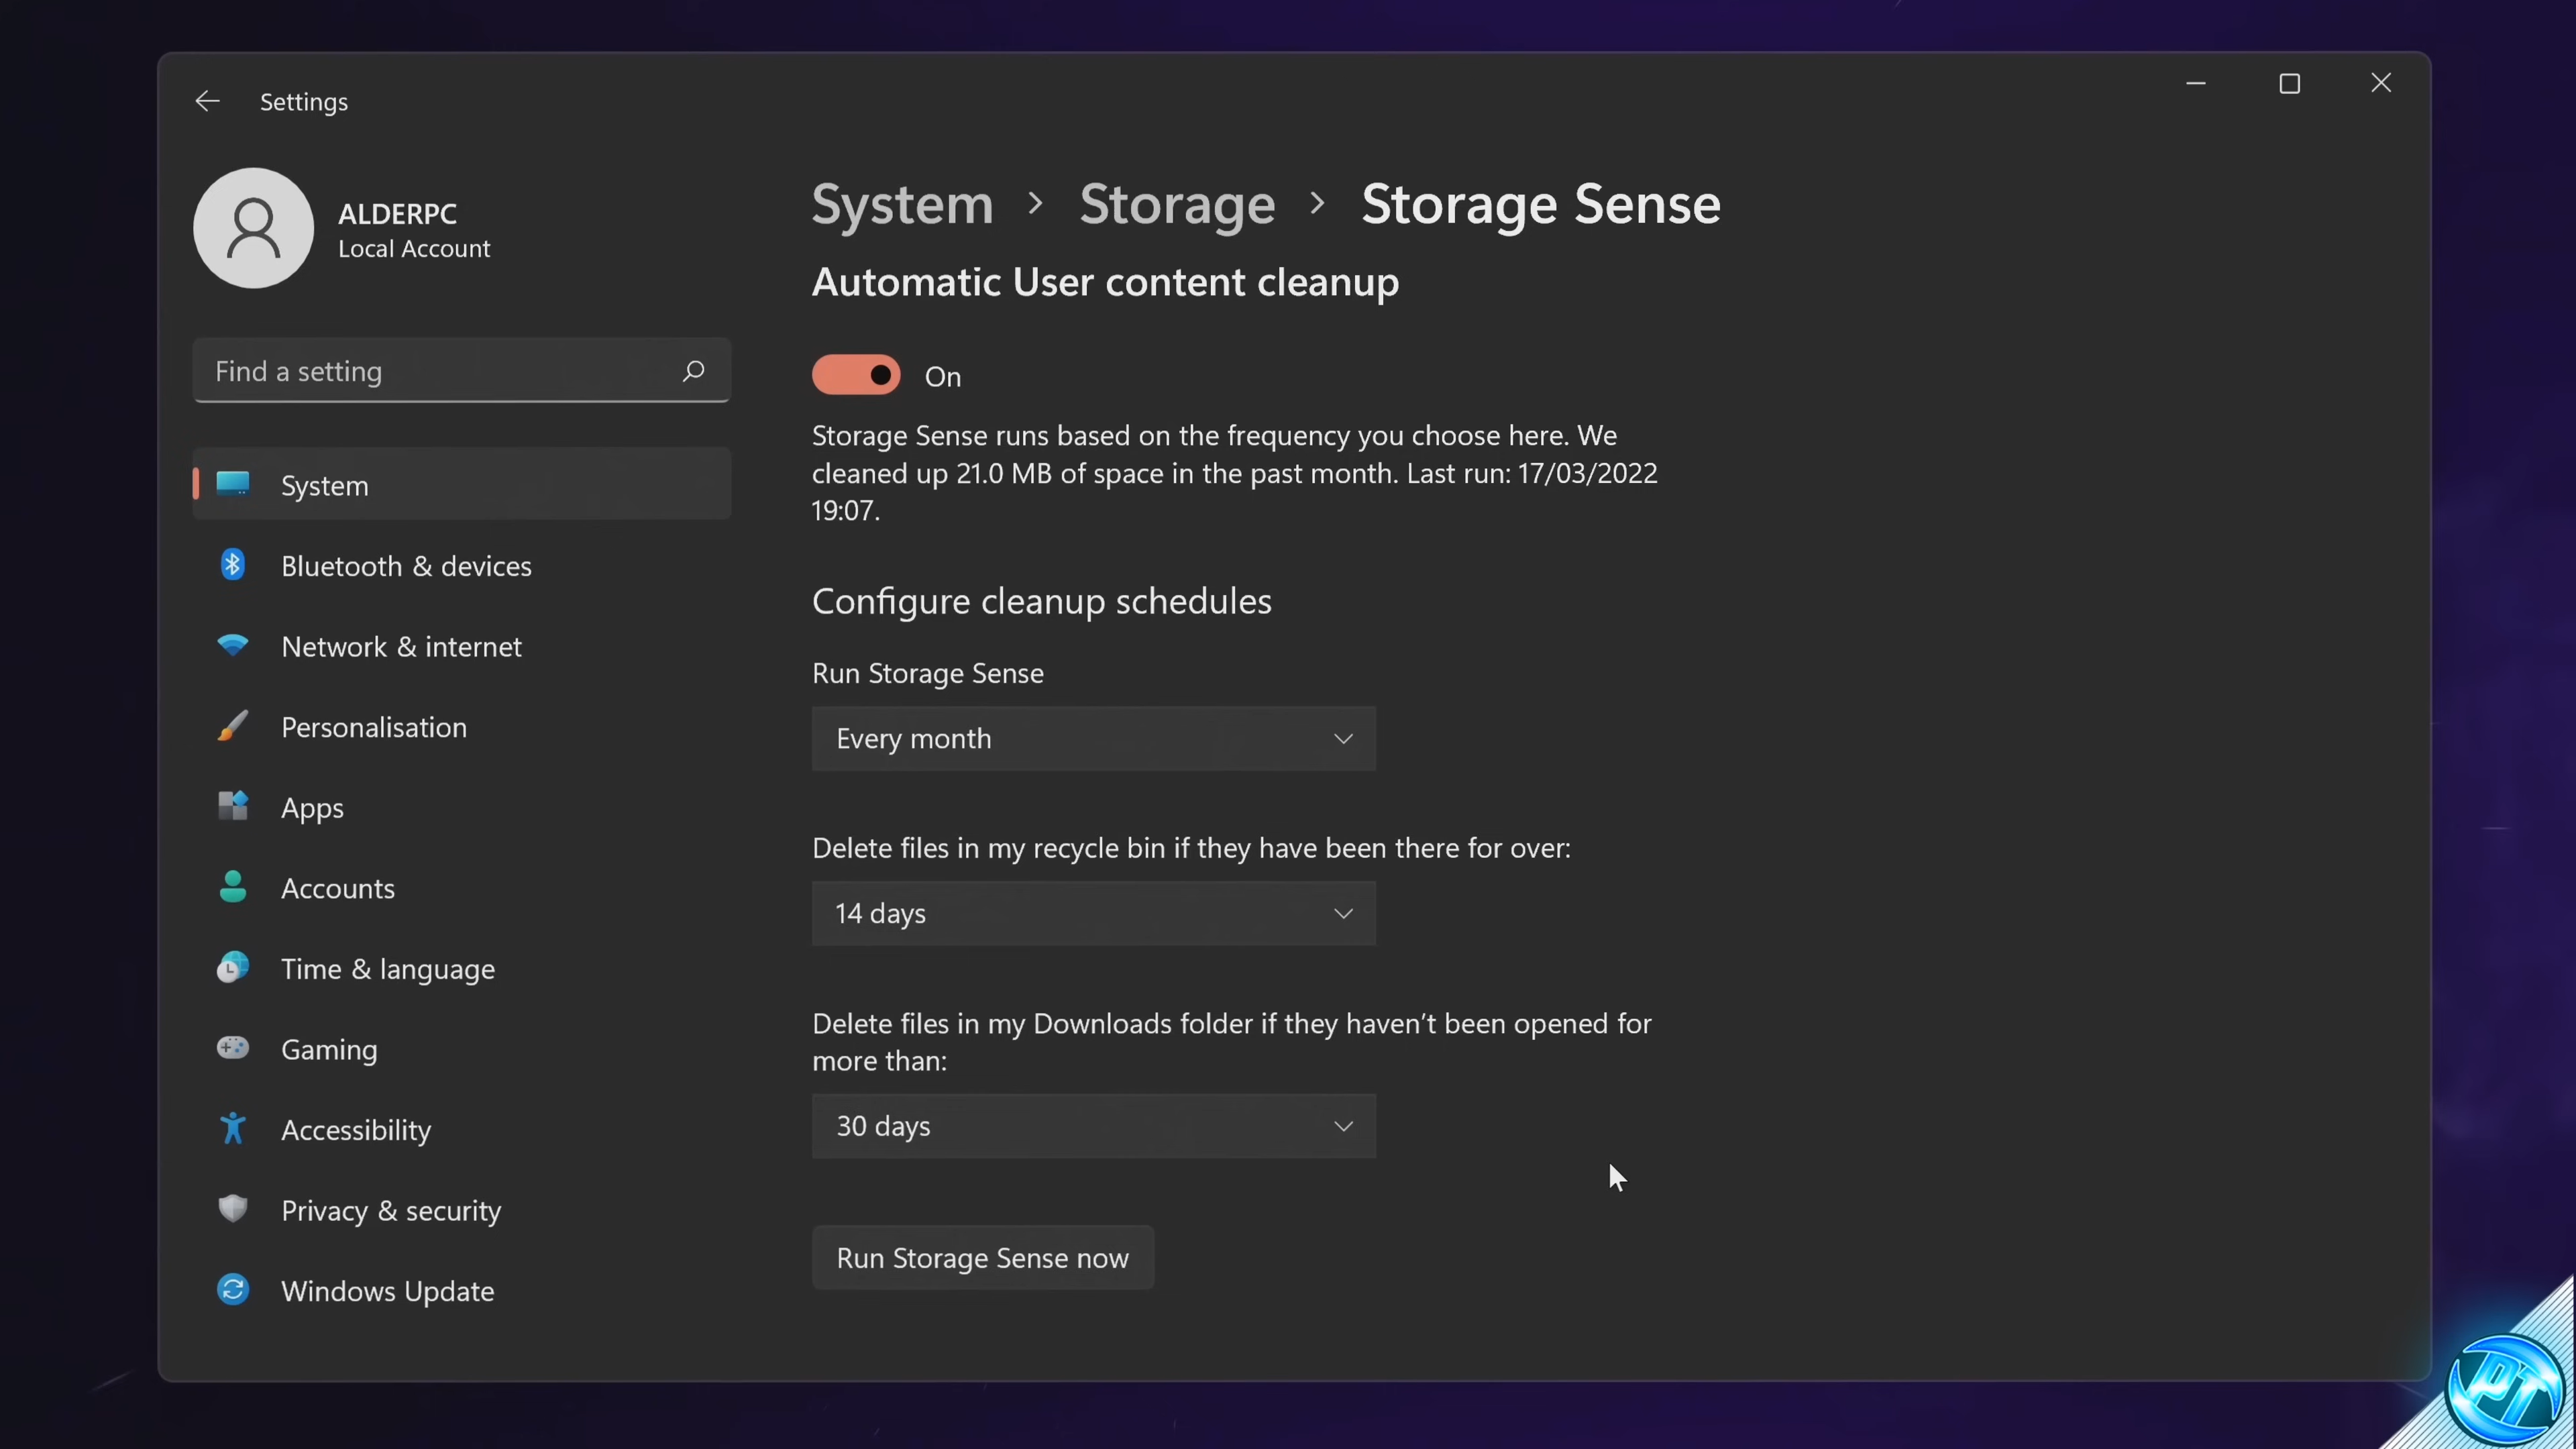 Settings
ALDERPC
Local Account
Find a setting
System
Bluetooth & devices
Network & internet
Personalisation
Apps
Accounts
Time & language
Gaming
Accessibility
Privacy & security
Windows Update
System > Storage > Storage Sense
Automatic User content cleanup
On
Storage Sense runs based on the frequency you choose here. We
cleaned up 21.0 MB of space in the past month. Last run: 17/03/2022
19:07.
Configure cleanup schedules
Run Storage Sense
Every month
Delete files in my recycle bin if they have been there for over:
14 days
Delete files in my Downloads folder if they haven't been opened for
more than:
30 days
Run Storage Sense now
PT